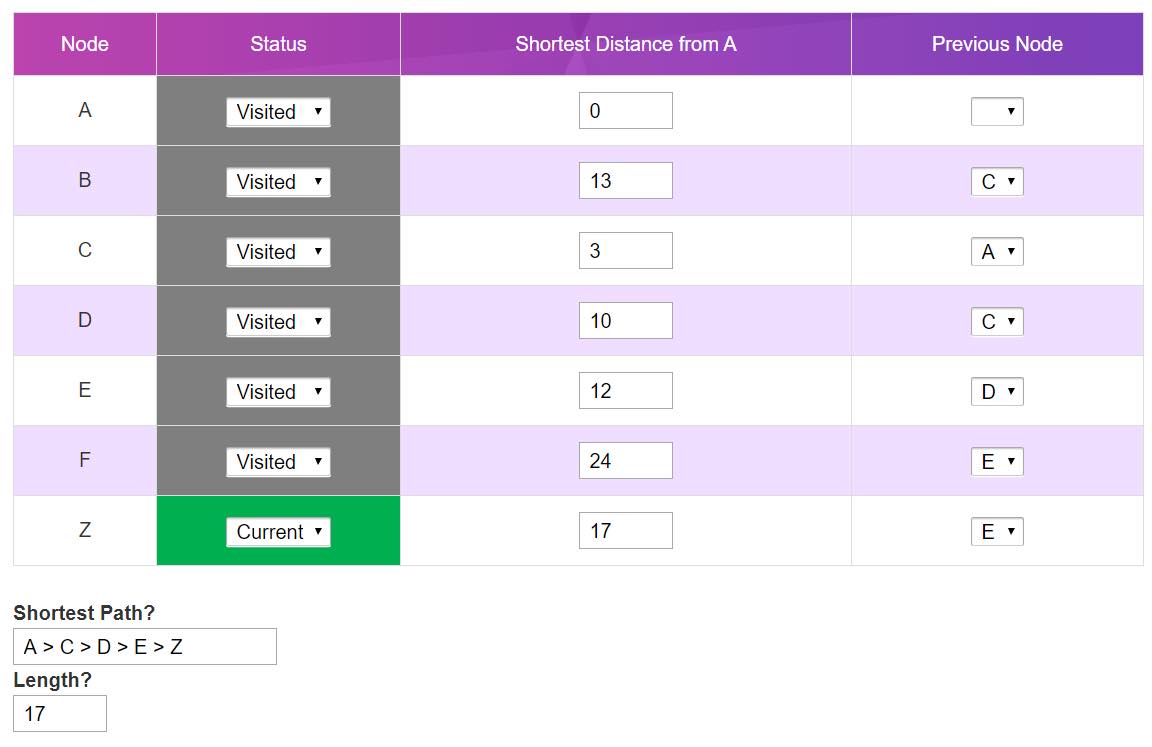 Node Status Shortest Distance from A Previous Node
A Visited 0
B Visited 13 C
C Visited 3 A
D Visited 10 C
E Visited 12 D
F Visited 24 E
Z Current 17 E
Shortest Path?
A > C > D > E > Z
Length?
17